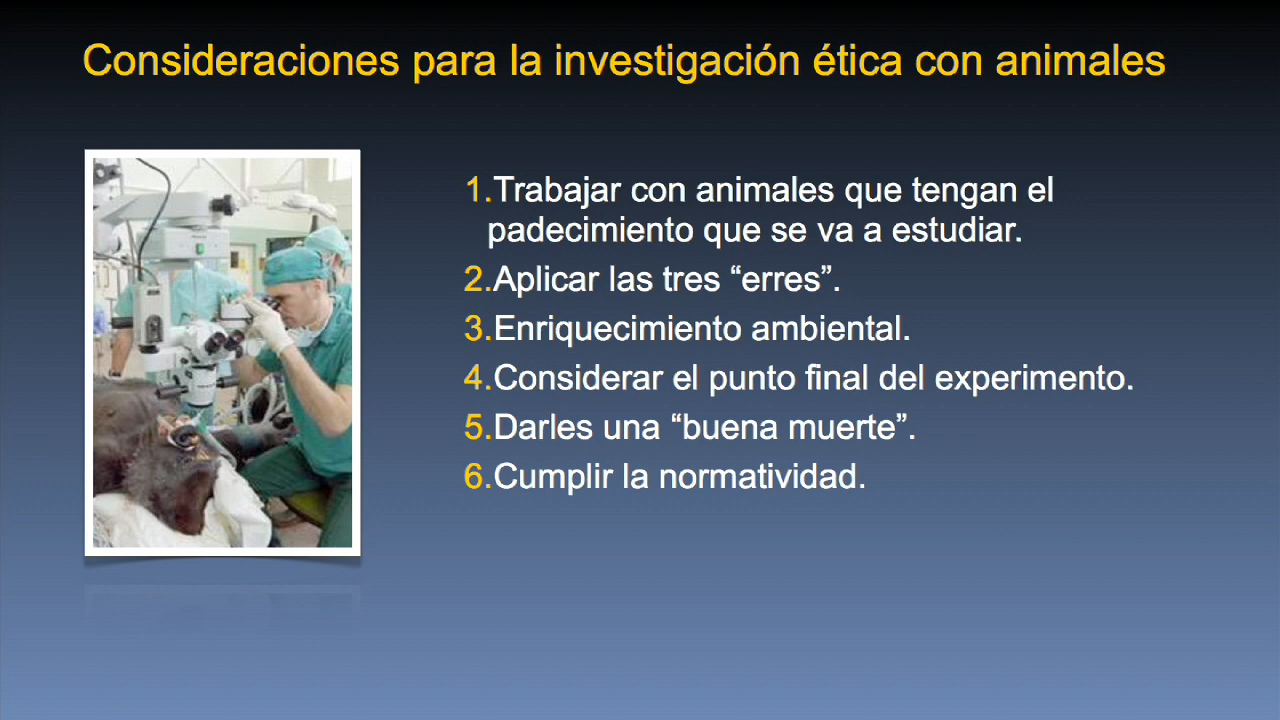 Consideraciones para la investigación ética con animales
1.Trabajar con animales que tengan el
padecimiento que se va a estudiar.
2.Aplicar las tres “erres”.
3.Enriquecimiento ambiental.
4.Considerar el punto final del experimento.
5.Darles una “buena muerte”.
6.Cumplir la normatividad.